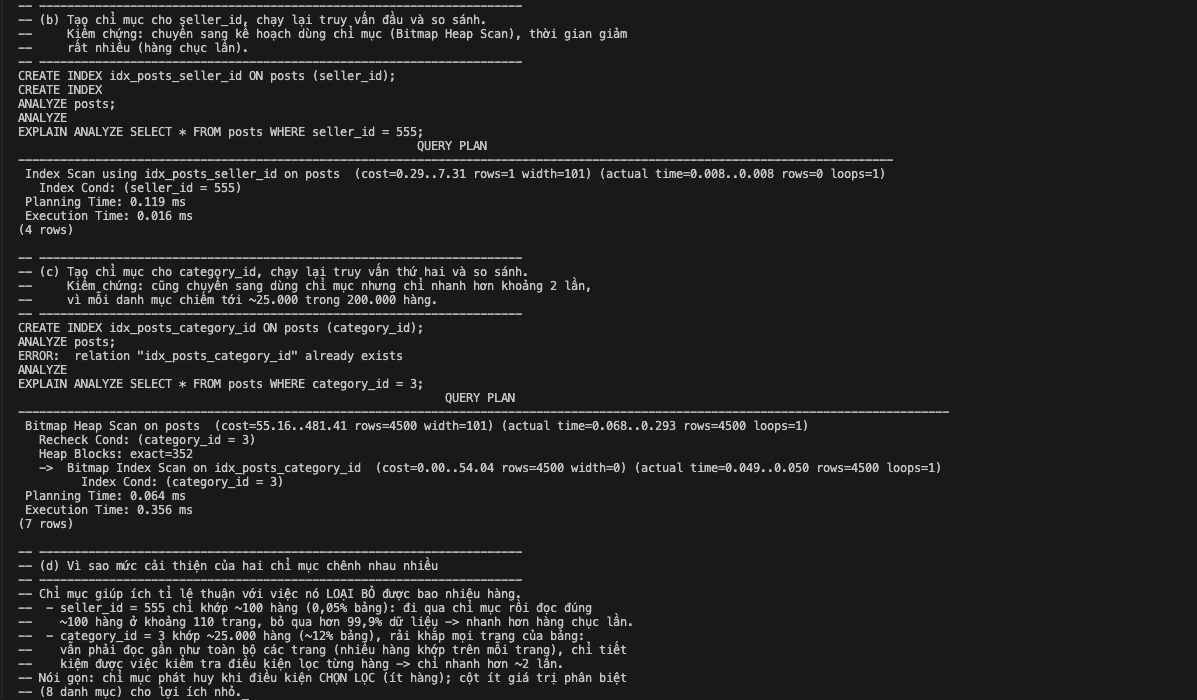 -- ---------------------------------------------------------------------
-- (b) Tạo chỉ mục cho seller_id, chạy lại truy vấn đầu và so sánh.
--     Kiểm chứng: chuyển sang kế hoạch dùng chỉ mục (Bitmap Heap Scan), thời gian giảm
--     rất nhiều (hàng chục lần).
-- ---------------------------------------------------------------------
CREATE INDEX idx_posts_seller_id ON posts (seller_id);
CREATE INDEX
ANALYZE posts;
ANALYZE
EXPLAIN ANALYZE SELECT * FROM posts WHERE seller_id = 555;
QUERY PLAN
-----------------------------------------------------------------------------------------------------------------------------
Index Scan using idx_posts_seller_id on posts  (cost=0.29..7.31 rows=1 width=101) (actual time=0.008..0.008 rows=0 loops=1)
  Index Cond: (seller_id = 555)
Planning Time: 0.119 ms
Execution Time: 0.016 ms
(4 rows)
-- ---------------------------------------------------------------------
-- (c) Tạo chỉ mục cho category_id, chạy lại truy vấn thứ hai và so sánh.
--     Kiểm chứng: cũng chuyển sang dùng chỉ mục nhưng chỉ nhanh hơn khoảng 2 lần,
--     vì mỗi danh mục chiếm tới ~25.000 trong 200.000 hàng.
-- ---------------------------------------------------------------------
CREATE INDEX idx_posts_category_id ON posts (category_id);
ANALYZE posts;
ERROR:  relation "idx_posts_category_id" already exists
ANALYZE
EXPLAIN ANALYZE SELECT * FROM posts WHERE category_id = 3;
QUERY PLAN
-------------------------------------------------------------------------------------------------------------------------------------
Bitmap Heap Scan on posts  (cost=55.16..481.41 rows=4500 width=101) (actual time=0.068..0.293 rows=4500 loops=1)
  Recheck Cond: (category_id = 3)
  Heap Blocks: exact=352
  ->  Bitmap Index Scan on idx_posts_category_id  (cost=0.00..54.04 rows=4500 width=0) (actual time=0.049..0.050 rows=4500 loops=1)
        Index Cond: (category_id = 3)
Planning Time: 0.064 ms
Execution Time: 0.356 ms
(7 rows)
-- ---------------------------------------------------------------------
-- (d) Vì sao mức cải thiện của hai chỉ mục chênh nhau nhiều
-- ---------------------------------------------------------------------
-- Chỉ mục giúp ích tỉ lệ thuận với việc nó LOẠI BỎ được bao nhiêu hàng.
--  - seller_id = 555 chỉ khớp ~100 hàng (0,05% bảng): đi qua chỉ mục rồi đọc đúng
--    ~100 hàng ở khoảng 110 trang, bỏ qua hơn 99,9% dữ liệu -> nhanh hơn hàng chục lần.
--  - category_id = 3 khớp ~25.000 hàng (~12% bảng), rải khắp mọi trang của bảng:
--    vẫn phải đọc gần như toàn bộ các trang (nhiều hàng khớp trên mỗi trang), chỉ tiết
--    kiệm được việc kiểm tra điều kiện lọc từng hàng -> chỉ nhanh hơn ~2 lần.
-- Nói gọn: chỉ mục phát huy khi điều kiện CHỌN LỌC (ít hàng); cột ít giá trị phân biệt
-- (8 danh mục) cho lợi ích nhỏ.